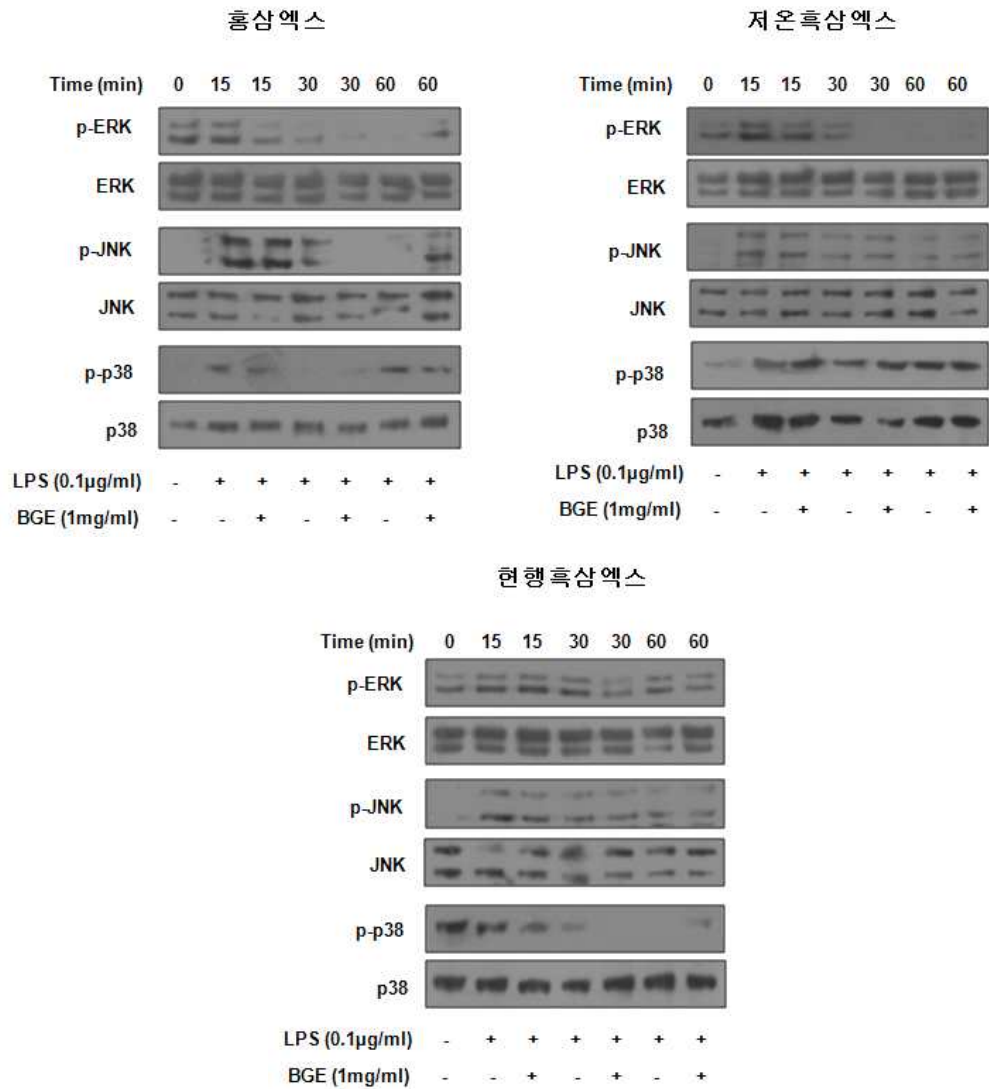 홍삼엑스
Time (min) 0 15 15 30 30 60 60
p-ERK
ERK
p-JNK
JNK
p-p38
p38
LPS (0.1µg/ml) - + + + + + +
BGE (1mg/ml) - - + - + - +
저온흑삼엑스
Time (min) 0 15 15 30 30 60 60
p-ERK
ERK
p-JNK
JNK
p-p38
p38
LPS (0.1µg/ml) - + + + + + +
BGE (1mg/ml) - - + - + - +
현행흑삼엑스
Time (min) 0 15 15 30 30 60 60
p-ERK
ERK
p-JNK
JNK
p-p38
p38
LPS (0.1µg/ml) - + + + + + +
BGE (1mg/ml) - - + - + - +